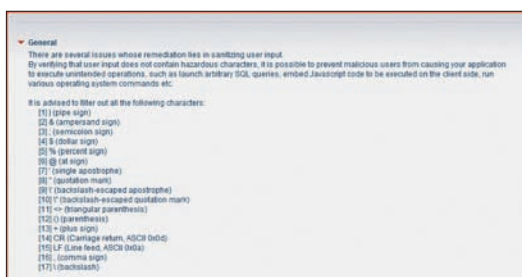 General
There are several issues whose remediation lies in sanitizing user input.
By verifying that user input does not contain hazardous characters, it is possible to prevent malicious users from causing your application
to execute unintended operations, such as launch arbitrary SQL queries, embed Javascript code to be executed on the client side, run
various operating system commands etc.
It is advised to filter out all the following characters:
[1] | (pipe sign)
[2] & (ampersand sign)
[3] ; (semicolon sign)
[4] $ (dollar sign)
[5] % (percent sign)
[6] @ (at sign)
[7] ' (single apostrophe)
[8] " (quotation mark)
[9] \' (backslash-escaped apostrophe)
[10] \" (backslash-escaped quotation mark)
[11] <> (triangular parenthesis)
[12] () (parenthesis)
[13] + (plus sign)
[14] CR (Carriage return, ASCII 0x0d)
[15] LF (Line feed, ASCII 0x0a)
[16] , (comma sign)
[17] \ (backslash)